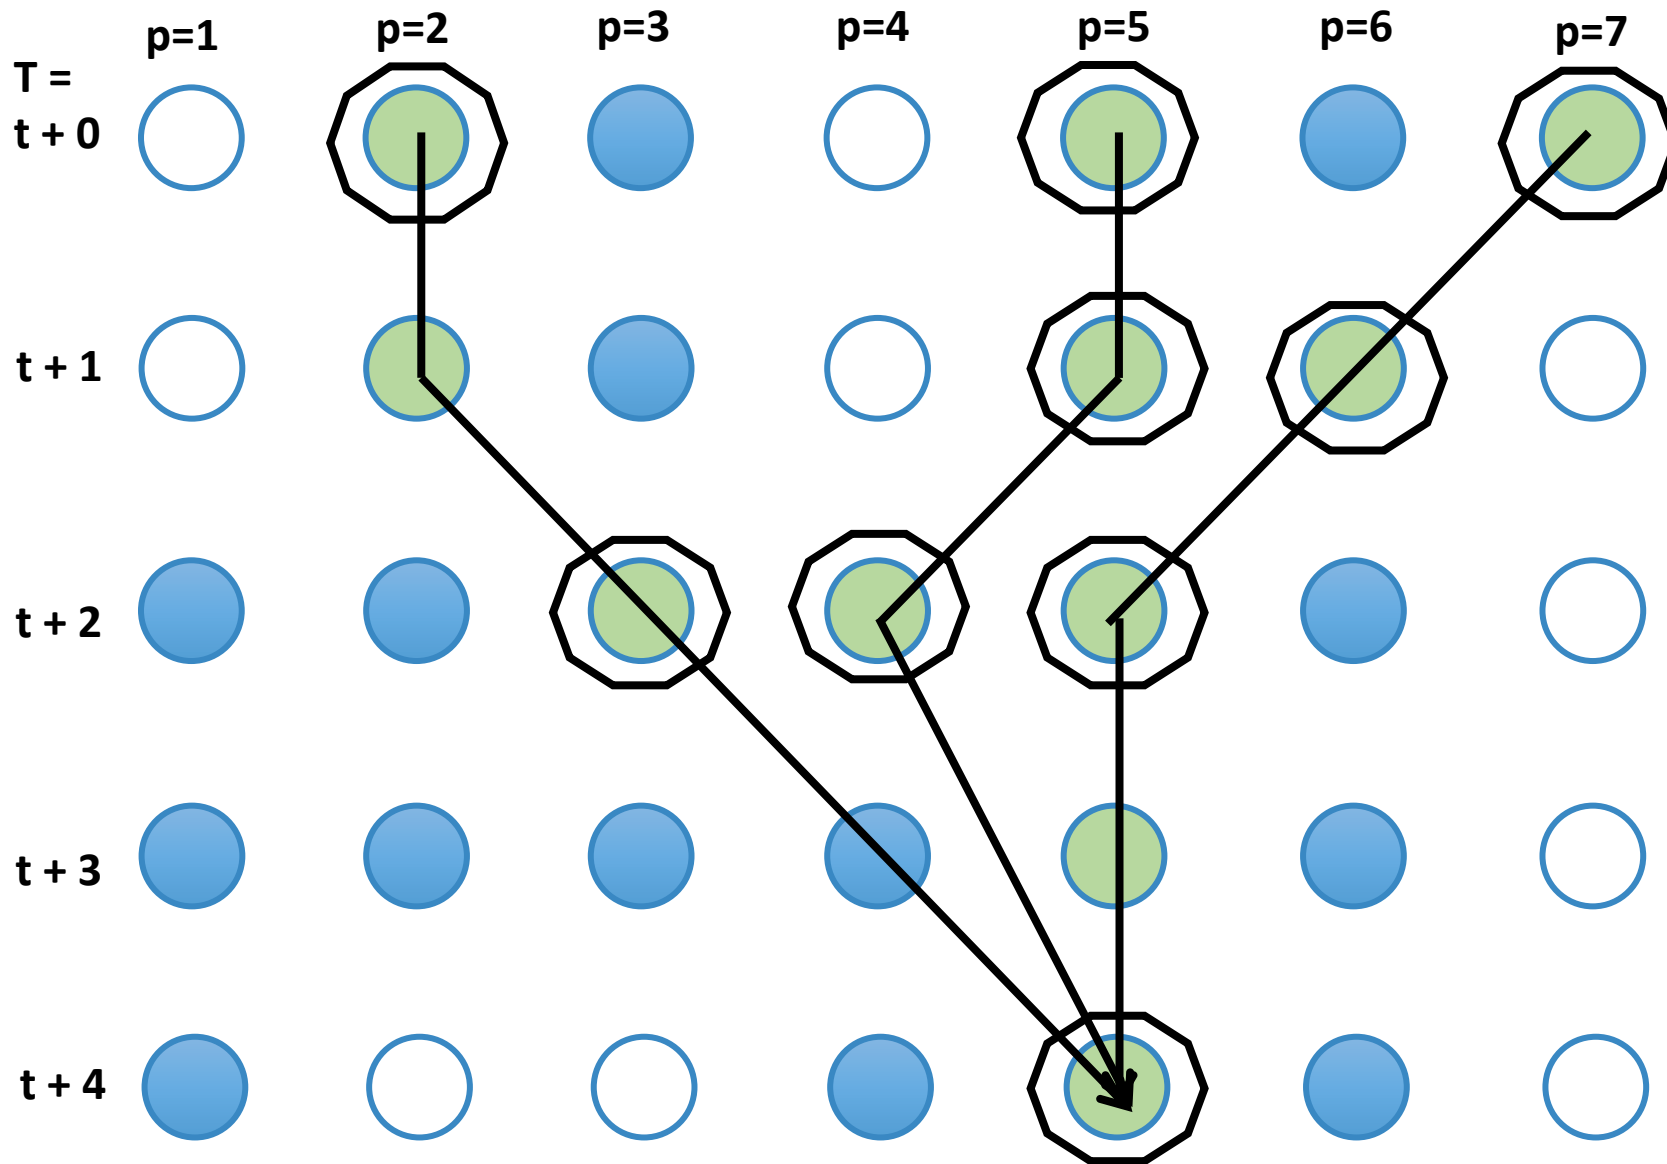 p=1 p=2 p=3 p=4 p=5 p=6 p=7
T =
t + 0
t + 1
t + 2
t + 3
t + 4